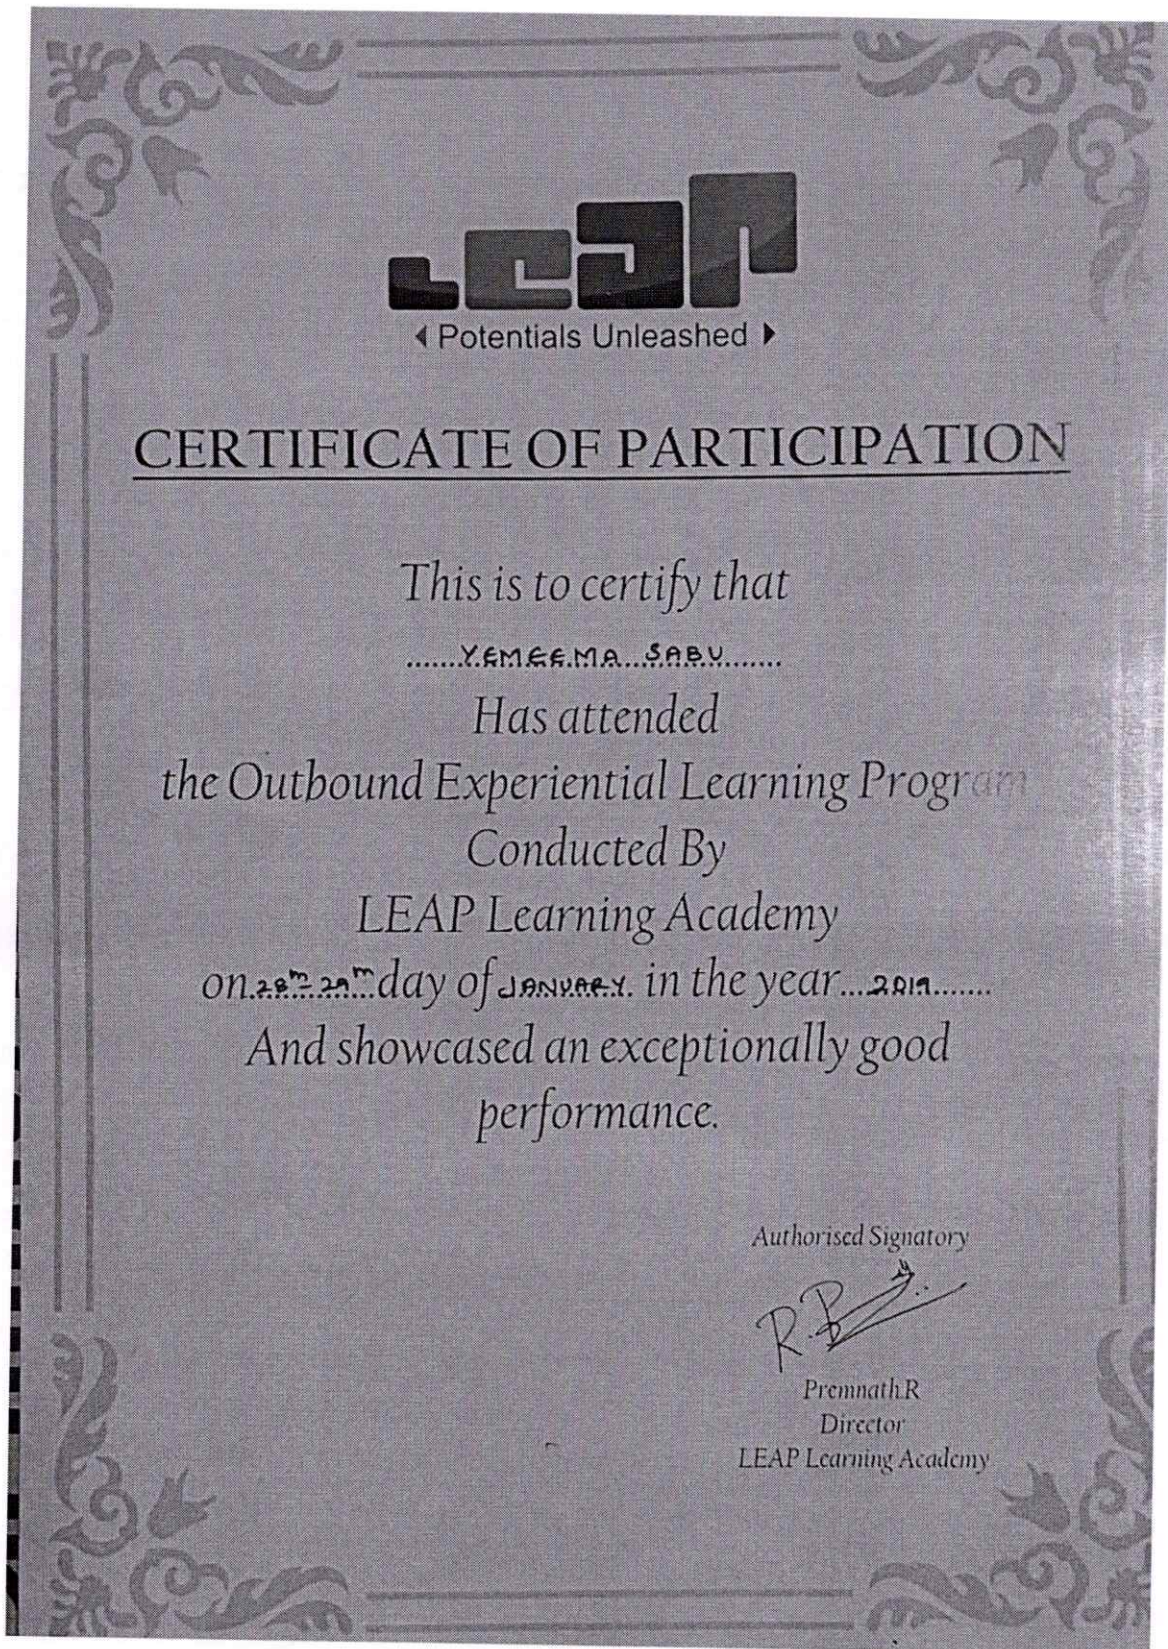 LEAP
Potentials Unleashed
CERTIFICATE OF PARTICIPATION
This is to certify that
.......YEMEEMA SABU.......
Has attended
the Outbound Experiential Learning Program
Conducted By
LEAP Learning Academy
on 28th - 29th day of JANUARY. in the year....2019.......
And showcased an exceptionally good
performance.
Authorised Signatory
Premnath.R
Director
LEAP Learning Academy